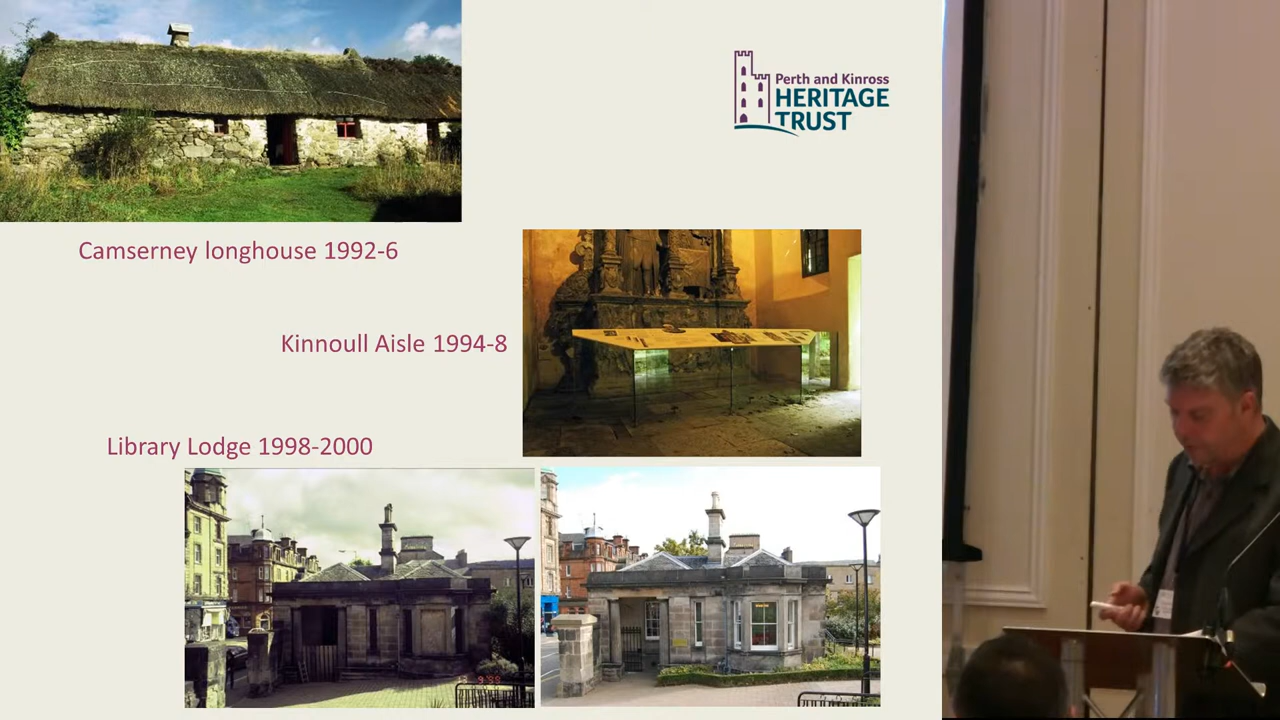 Perth and Kinross
HERITAGE
TRUST
Camserney longhouse 1992-6
Kinnoull Aisle 1994-8
Library Lodge 1998-2000